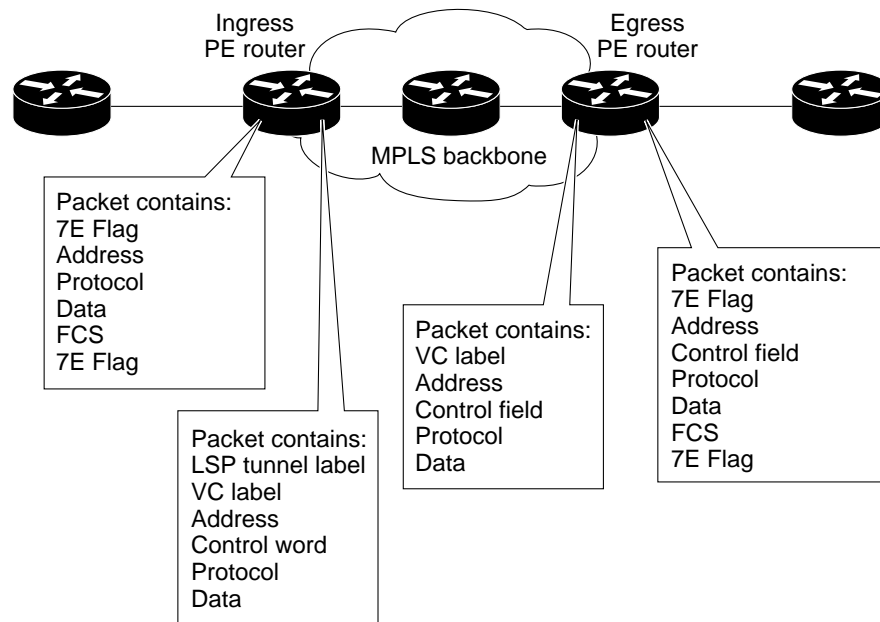 Ingress
PE router
Egress
PE router
MPLS backbone
Packet contains:
7E Flag
Address
Protocol
Data
FCS
7E Flag
Packet contains:
LSP tunnel label
VC label
Address
Control word
Protocol
Data
Packet contains:
VC label
Address
Control field
Protocol
Data
Packet contains:
7E Flag
Address
Control field
Protocol
Data
FCS
7E Flag